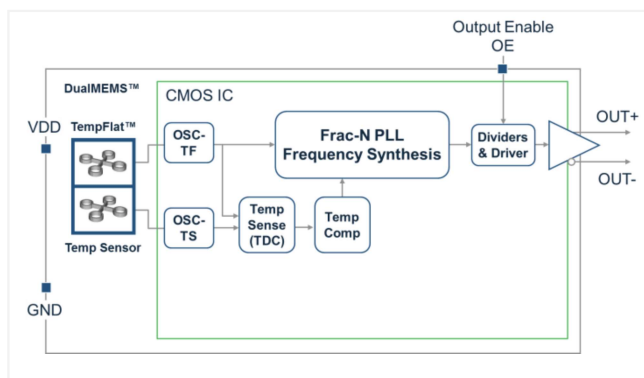 Output Enable
OE
DualMEMS™
CMOS IC
VDD
TempFlat™
OSC-
TF
Frac-N PLL
Frequency Synthesis
Dividers
& Driver
OUT+
OUT-
OSC-
TS
Temp
Sense
(TDC)
Temp
Comp
Temp Sensor
GND